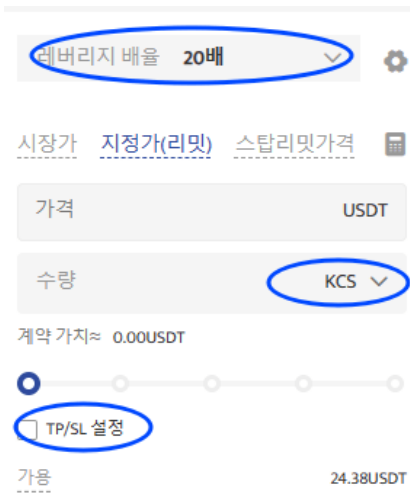 레버리지 배율 20배
시장가 지정가(리밋) 스탑리밋가격
가격 USDT
수량 KCS
계약 가치≈ 0.00USDT
TP/SL 설정
가용 24.38USDT